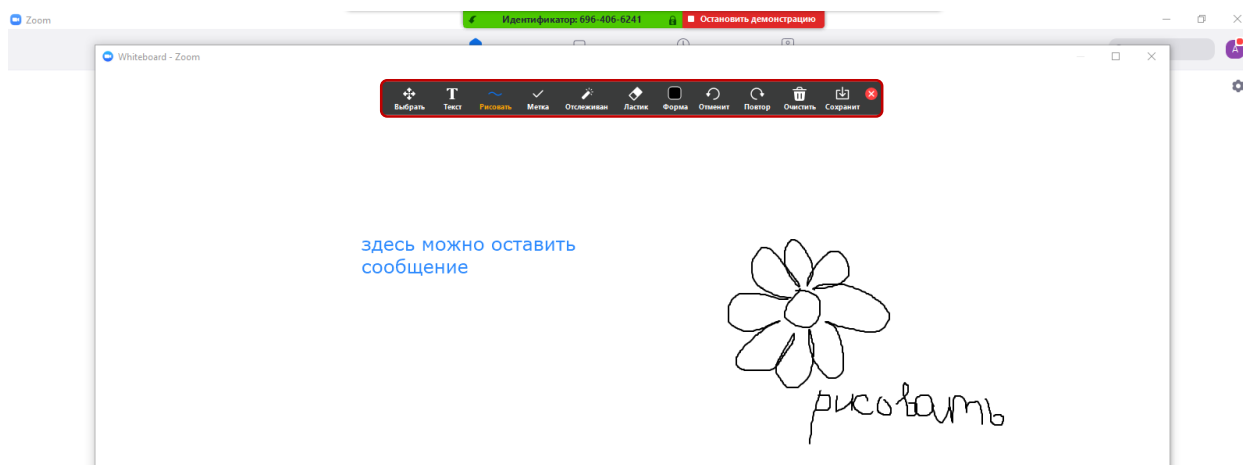 Zoom
Идентификатор: 696-406-6241
Остановить демонстрацию
Whiteboard - Zoom
A
Выбрать
Текст
Рисовать
Метка
Отслеживан
Ластик
Форма
Отменит
Повтор
Очистить
Сохранит
здесь можно оставить
сообщение
рисовать